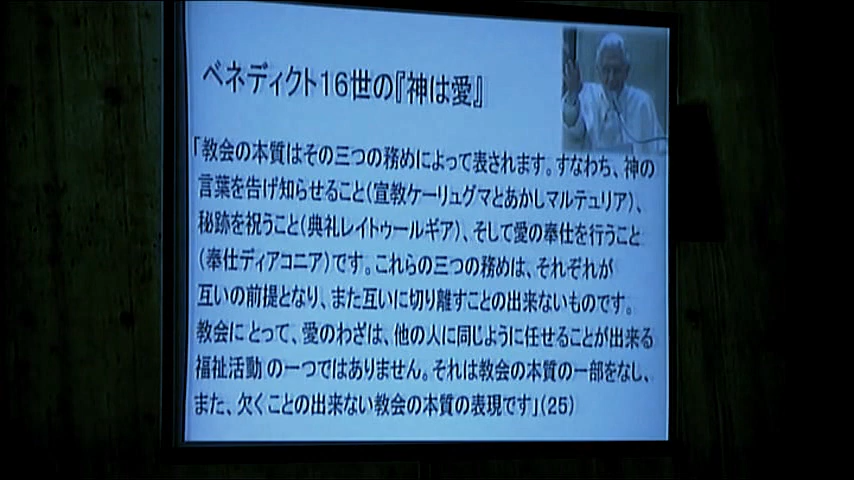 ベネディクト16世の『神は愛』
「教会の本質はその三つの務めによって表されます。すなわち、神の
言葉を告げ知らせること(宣教ケーリュグマとあかしマルテュリア)、
秘跡を祝うこと(典礼レイトゥールギア)、そして愛の奉仕を行うこと
(奉仕ディアコニア)です。これらの三つの務めは、それぞれが
互いの前提となり、また互いに切り離すことの出来ないものです。
教会にとって、愛のわざは、他の人に同じように任せることが出来る
福祉活動の一つではありません。それは教会の本質の一部をなし、
また、欠くことの出来ない教会の本質の表現です」(25)